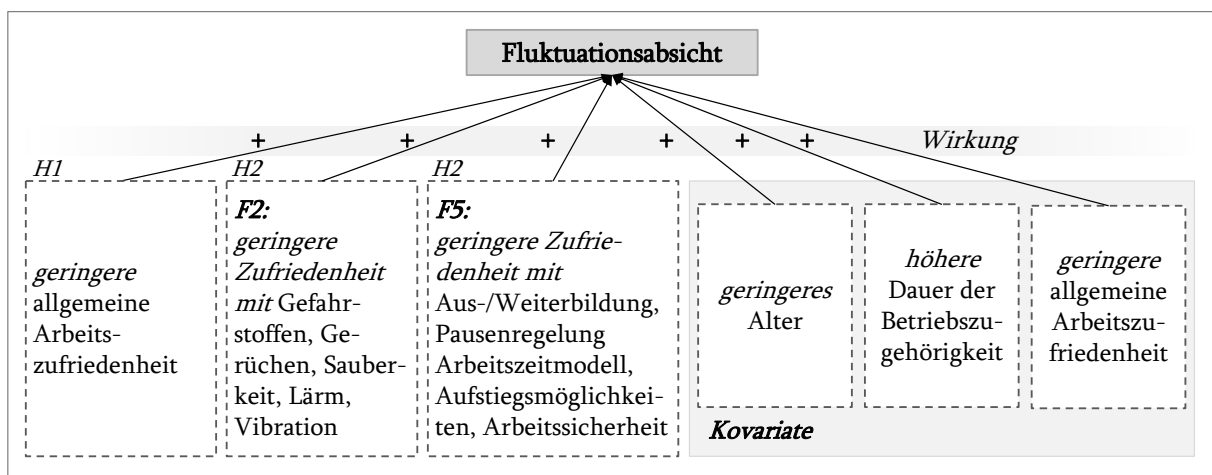 Fluktuationsabsicht
+ + + + + + Wirkung
H1
geringere
allgemeine
Arbeits-
zufriedenheit
H2
F2:
geringere
Zufriedenheit
mit Gefahr-
stoffen, Ge-
rüchen, Sauber-
keit, Lärm,
Vibration
H2
F5:
geringere Zufrie-
denheit mit
Aus-/Weiterbildung,
Pausenregelung
Arbeitszeitmodell,
Aufstiegsmöglichkei-
ten, Arbeitssicherheit
geringeres
Alter
höhere
Dauer der
Betriebszu-
gehörigkeit
geringere
allgemeine
Arbeitszu-
friedenheit
Kovariate